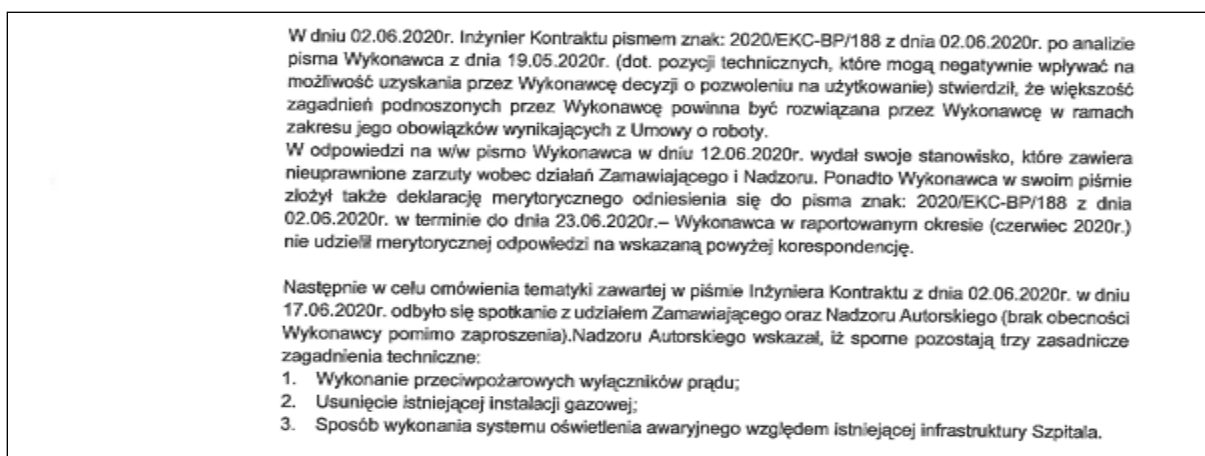 W dniu 02.06.2020r. Inżynier Kontraktu pismem znak: 2020/EKC-BP/188 z dnia 02.06.2020r. po analizie
pisma Wykonawca z dnia 19.05.2020r. (dot. pozycji technicznych, które mogą negatywnie wpływać na
możliwość uzyskania przez Wykonawcę decyzji o pozwoleniu na użytkowanie) stwierdził, że większość
zagadnień podnoszonych przez Wykonawcę powinna być rozwiązana przez Wykonawcę w ramach
zakresu jego obowiązków wynikających z Umowy o roboty.
W odpowiedzi na w/w pismo Wykonawca w dniu 12.06.2020r. wydał swoje stanowisko, które zawiera
nieuprawnione zarzuty wobec działań Zamawiającego i Nadzoru. Ponadto Wykonawca w swoim piśmie
złożył także deklarację merytorycznego odniesienia się do pisma znak: 2020/EKC-BP/188 z dnia
02.06.2020r. w terminie do dnia 23.06.2020r.– Wykonawca w raportowanym okresie (czerwiec 2020r.)
nie udzielił merytorycznej odpowiedzi na wskazaną powyżej korespondencję.
Następnie w celu omówienia tematyki zawartej w piśmie Inżyniera Kontraktu z dnia 02.06.2020r. w dniu
17.06.2020r. odbyło się spotkanie z udziałem Zamawiającego oraz Nadzoru Autorskiego (brak obecności
Wykonawcy pomimo zaproszenia).Nadzoru Autorskiego wskazał, iż sporne pozostają trzy zasadnicze
zagadnienia techniczne:
1. Wykonanie przeciwpożarowych wyłączników prądu;
2. Usunięcie istniejącej instalacji gazowej;
3. Sposób wykonania systemu oświetlenia awaryjnego względem istniejącej infrastruktury Szpitala.